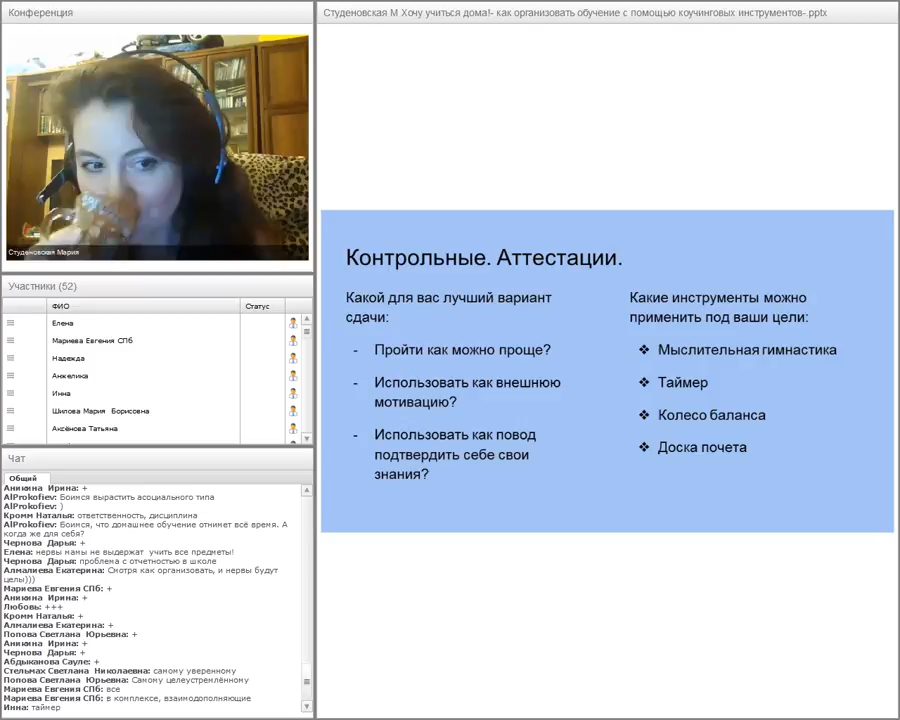 Конференция
Студеновская Мария
Участники (52)
ФИО
Статус
Елена
Мариева Евгения СПб
Надежда
Анжелика
Инна
Шилова Мария Борисовна
Аксёнова Татьяна
Чат
Общий
Аникина Ирина: +
AlProkofiev: Боимся вырастить асоциального типа
AlProkofiev: )
Кромм Наталья: ответственность, дисциплина
AlProkofiev: Боимся, что домашнее обучение отнимет всё время. А
когда же для себя?
Чернова Дарья: +
Елена: нервы мамы не выдержат учить все предметы!
Чернова Дарья: проблема с отчетностью в школе
Алмалиева Екатерина: Смотря как организовать, и нервы будут
целы)))
Мариева Евгения СПб: +
Аникина Ирина: +
Любовь: +++
Кромм Наталья: +
Алмалиева Екатерина: +
Попова Светлана Юрьевна: +
Аникина Ирина: +
Чернова Дарья: +
Абдыканова Сауле: +
Стельмах Светлана Николаевна: самому уверенному
Попова Светлана Юрьевна: Самому целеустремлённому
Мариева Евгения СПб: все
Мариева Евгения СПб: в комплексе, взаимодополняющие
Инна: таймер
Студеновская М Хочу учиться дома!- как организовать обучение с помощью коучинговых инструментов-.pptx
Контрольные. Аттестации.
Какой для вас лучший вариант
сдачи:
- Пройти как можно проще?
- Использовать как внешнюю
мотивацию?
- Использовать как повод
подтвердить себе свои
знания?
Какие инструменты можно
применить под ваши цели:
❖ Мыслительная гимнастика
❖ Таймер
❖ Колесо баланса
❖ Доска почета